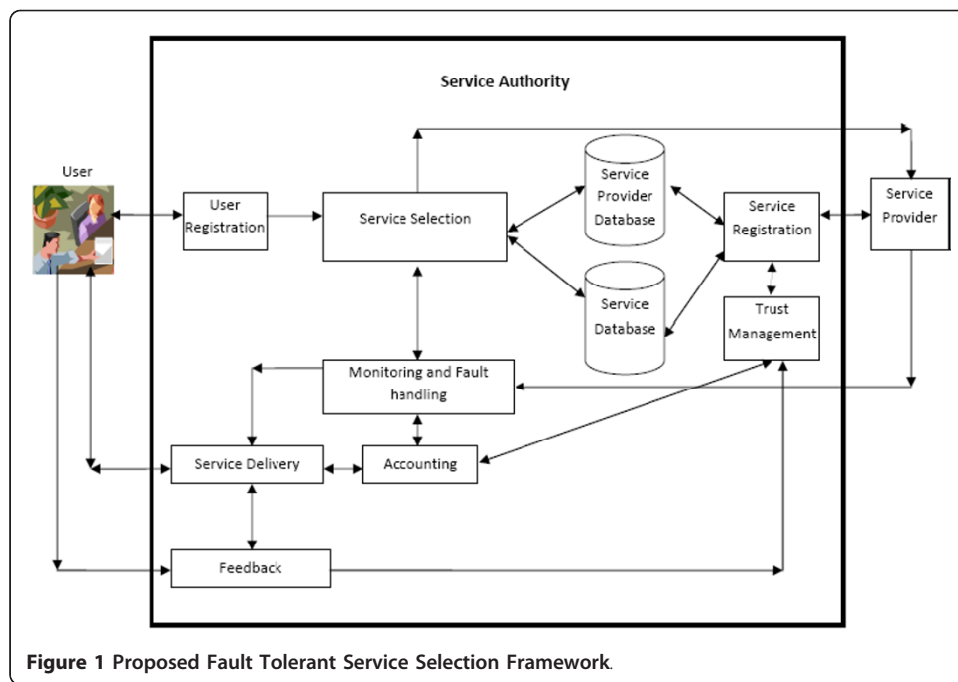 Service Authority
User
User
Registration
Service Selection
Service
Provider
Database
Service
Registration
Service
Provider
Service
Database
Trust
Management
Monitoring and Fault
handling
Service Delivery
Accounting
Feedback
Figure 1 Proposed Fault Tolerant Service Selection Framework.